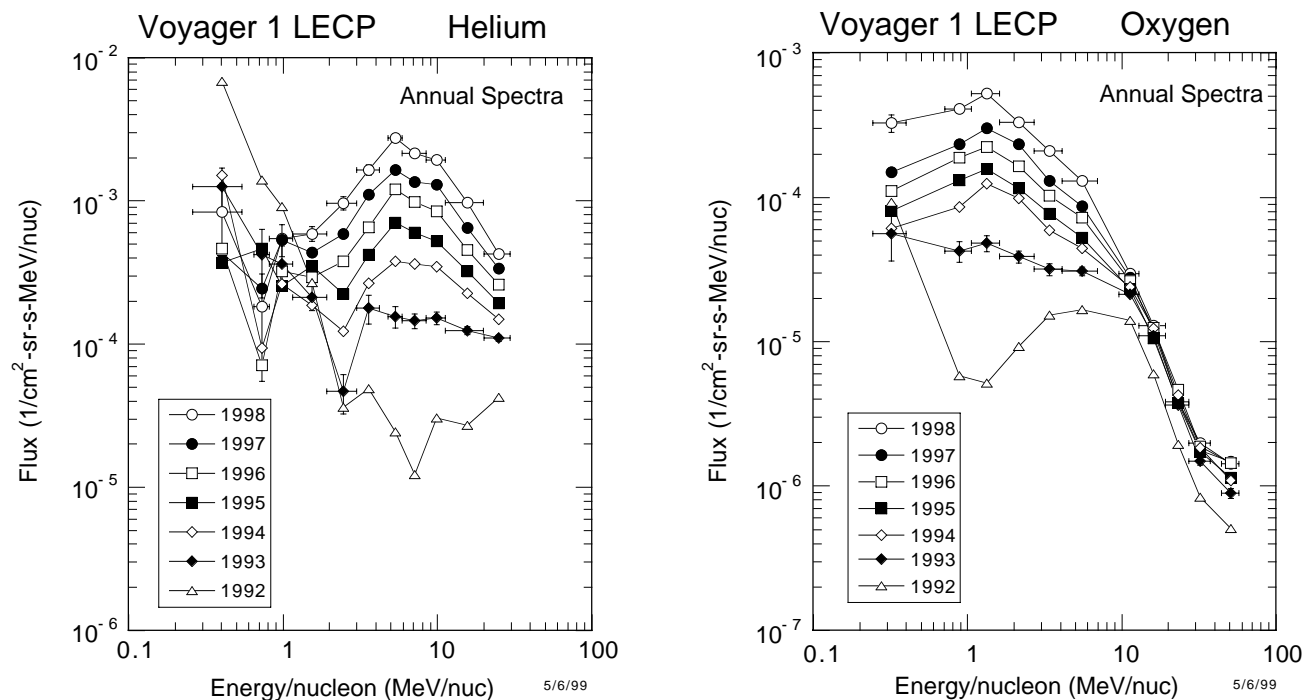 Voyager 1 LECP Helium
10⁻²
10⁻³
10⁻⁴
10⁻⁵
10⁻⁶
Flux (1/cm²-sr-s-MeV/nuc)
Annual Spectra
1998
1997
1996
1995
1994
1993
1992
0.1 1 10 100
Energy/nucleon (MeV/nuc)
5/6/99
Voyager 1 LECP Oxygen
10⁻³
10⁻⁴
10⁻⁵
10⁻⁶
10⁻⁷
Flux (1/cm²-sr-s-MeV/nuc)
Annual Spectra
1998
1997
1996
1995
1994
1993
1992
0.1 1 10 100
Energy/nucleon (MeV/nuc)
5/6/99